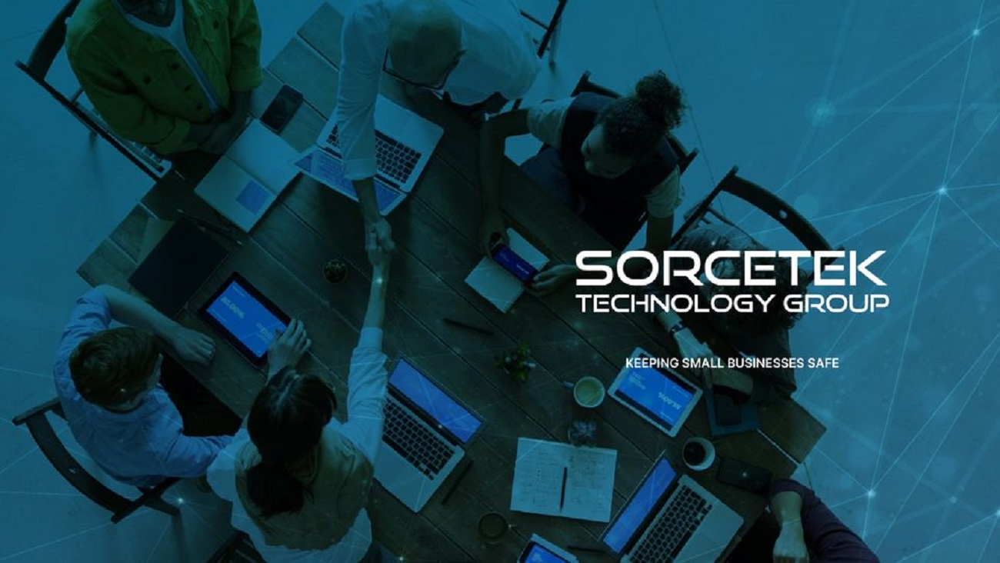 SORCETEK
TECHNOLOGY GROUP
KEEPING SMALL BUSINESSES SAFE